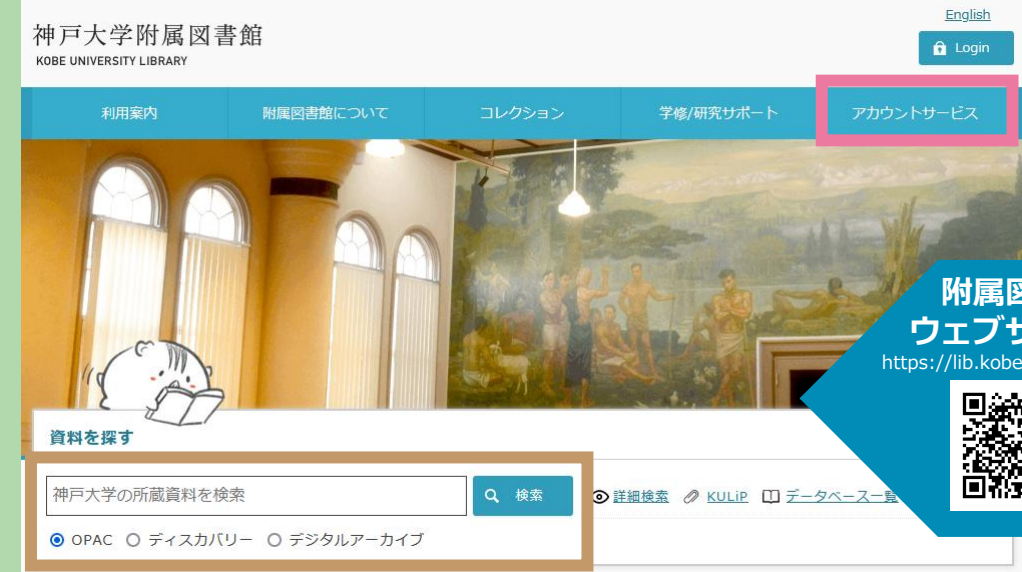 English
神戸大学附属図書館
KOBE UNIVERSITY LIBRARY
Login
利用案内
附属図書館について
コレクション
学修/研究サポート
アカウントサービス
附属図
ウェブサ
https://lib.kobe
資料を探す
神戸大学の所蔵資料を検索
検索
詳細検索 KULiP データベース一覧
OPAC ディスカバリー デジタルアーカイブ